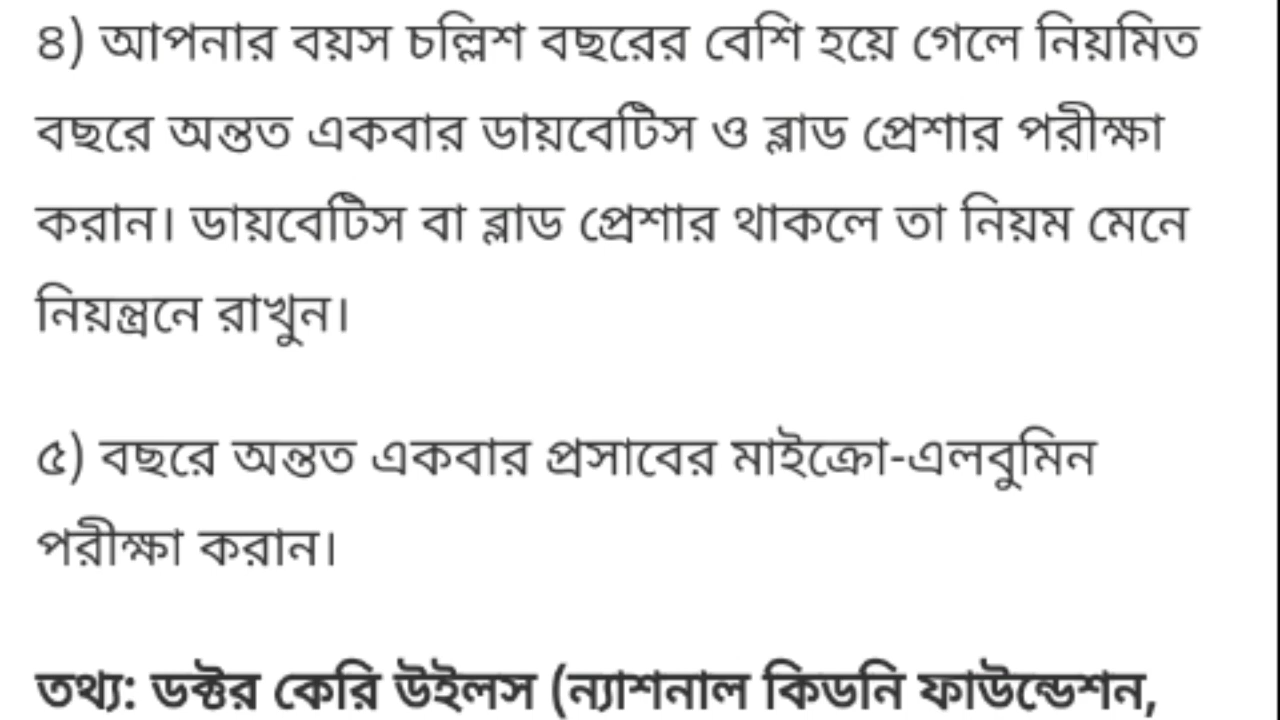 ৪) আপনার বয়স চল্লিশ বছরের বেশি হয়ে গেলে নিয়মিত
বছরে অন্তত একবার ডায়বেটিস ও ব্লাড প্রেশার পরীক্ষা
করান। ডায়বেটিস বা ব্লাড প্রেশার থাকলে তা নিয়ম মেনে
নিয়ন্ত্রনে রাখুন।
৫) বছরে অন্তত একবার প্রসাবের মাইক্রো-এলবুমিন
পরীক্ষা করান।
তথ্য: ডক্টর কেরি উইলস (ন্যাশনাল কিডনি ফাউন্ডেশন,